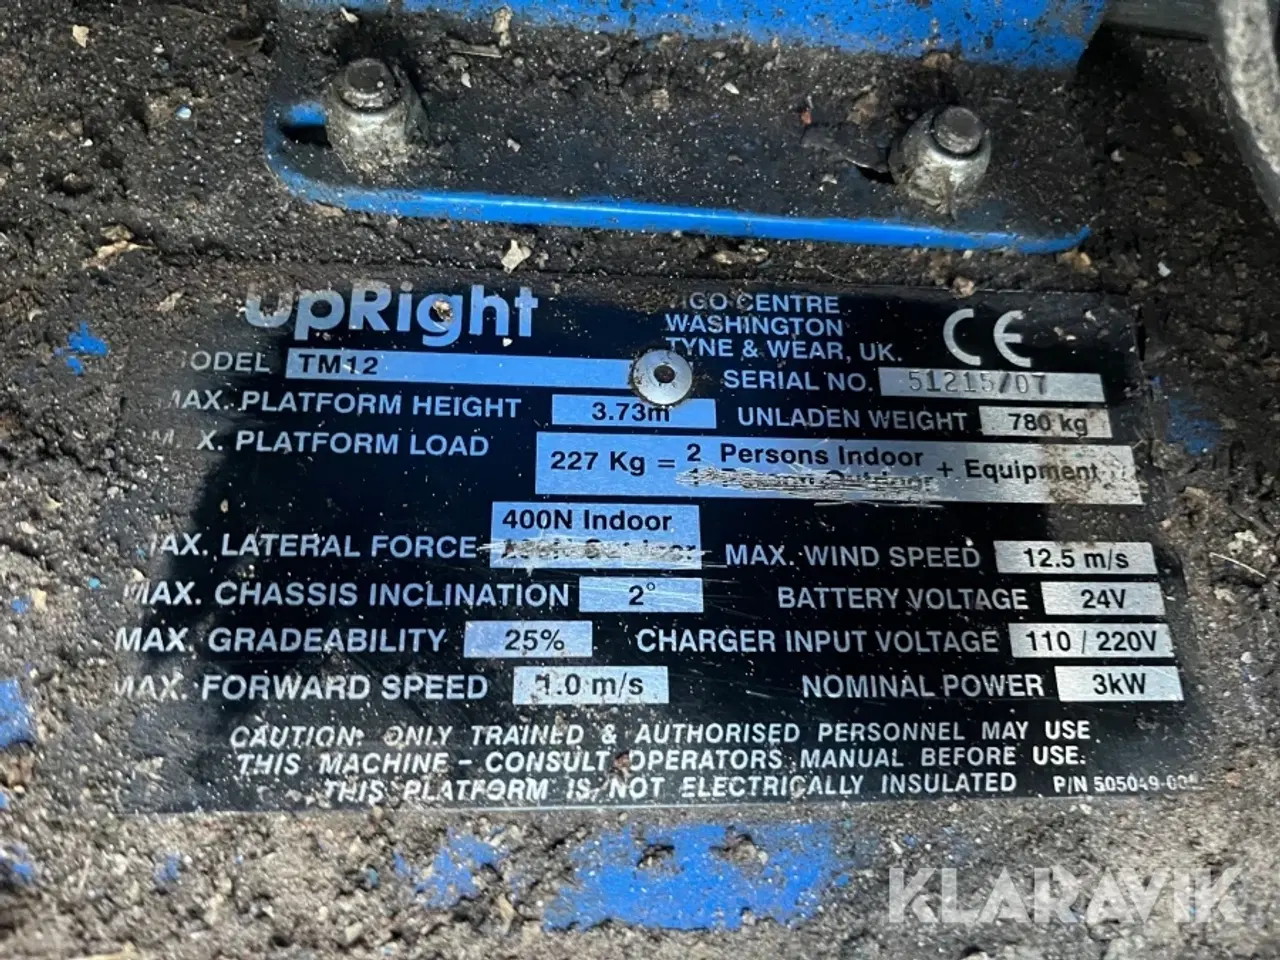 UpRight
VIGO CENTRE
WASHINGTON
TYNE & WEAR, UK.
CE
MODEL TM12
SERIAL NO. 51215/07
MAX. PLATFORM HEIGHT 3.73m
UNLADEN WEIGHT 780 kg
MAX. PLATFORM LOAD 227 Kg = 2 Persons Indoor + Equipment
400N Indoor
MAX. LATERAL FORCE
MAX. WIND SPEED 12.5 m/s
MAX. CHASSIS INCLINATION 2°
BATTERY VOLTAGE 24V
MAX. GRADEABILITY 25%
CHARGER INPUT VOLTAGE 110 / 220V
MAX. FORWARD SPEED 1.0 m/s
NOMINAL POWER 3kW
CAUTION: ONLY TRAINED & AUTHORISED PERSONNEL MAY USE
THIS MACHINE - CONSULT OPERATORS MANUAL BEFORE USE.
THIS PLATFORM IS NOT ELECTRICALLY INSULATED P/N
KLARAVIK